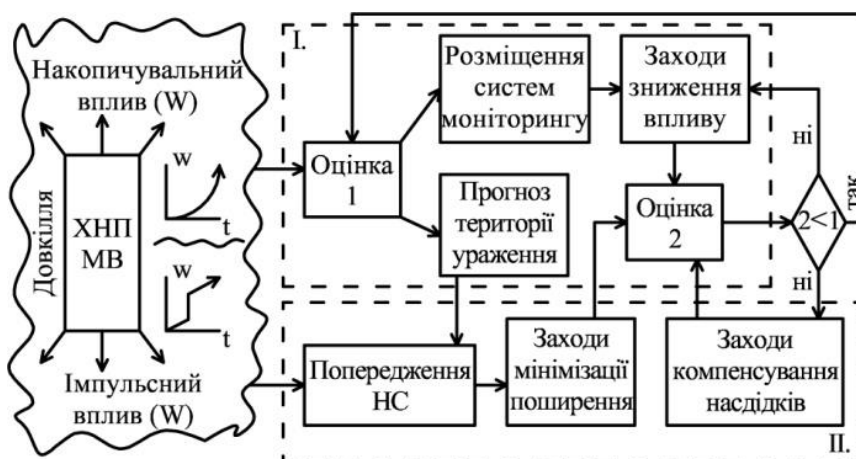 Накопичувальний
вплив (W)
Довкілля
ХНП
МВ
w
t
w
t
Імпульсний
вплив (W)
I.
Оцінка
1
Розміщення
систем
моніторингу
Заходи
зниження
впливу
Прогноз
території
ураження
Оцінка
2
ні
2<1
так
ні
Попередження
НС
Заходи
мінімізації
поширення
Заходи
компенсування
насдідків
II.